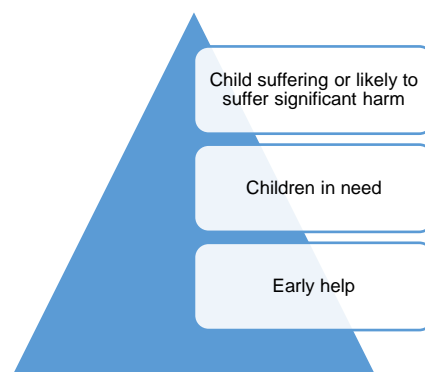 Child suffering or likely to
suffer significant harm
Children in need
Early help